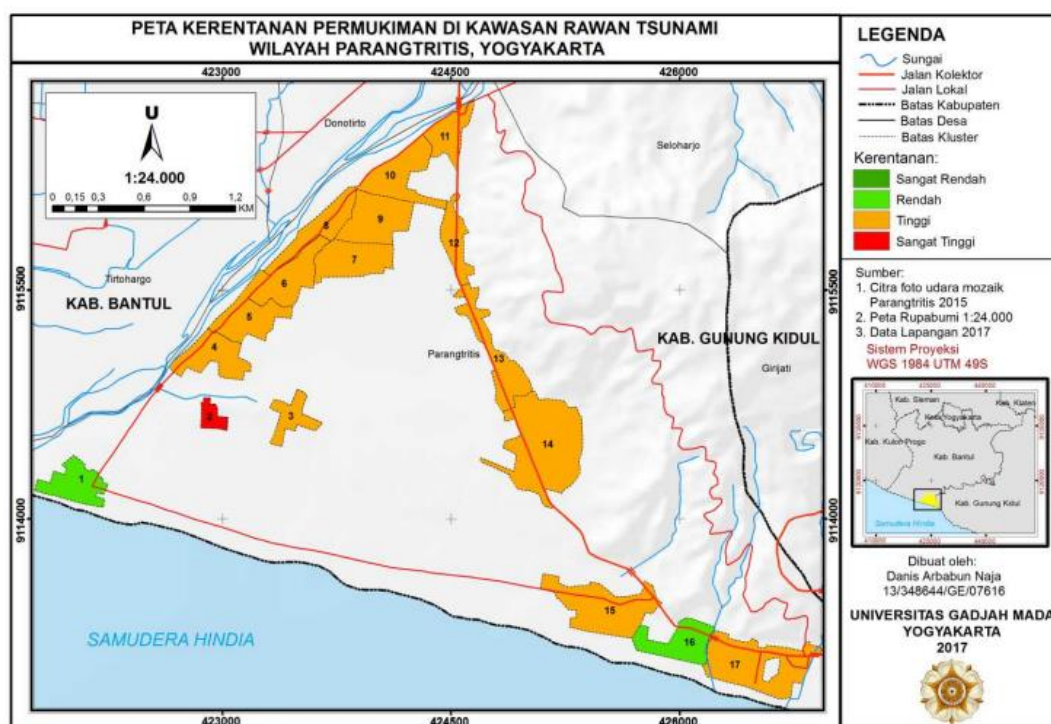 PETA KERENTANAN PERMUKIMAN DI KAWASAN RAWAN TSUNAMI
WILAYAH PARANGTRITIS, YOGYAKARTA
423000
424500
426000
U
1:24.000
0 0,15 0,3 0,6 0,9 1,2
KM
Donotirto
Seloharjo
Tirtohargo
KAB. BANTUL
Parangtritis
KAB. GUNUNG KIDUL
Girijati
SAMUDERA HINDIA
1
2
3
4
5
6
7
8
9
10
11
12
13
14
15
16
17
9115500
9115500
9114000
9114000
423000
424500
426000
LEGENDA
Sungai
Jalan Kolektor
Jalan Lokal
Batas Kabupaten
Batas Desa
Batas Kluster
Kerentanan:
Sangat Rendah
Rendah
Tinggi
Sangat Tinggi
Sumber:
1. Citra foto udara mozaik
Parangtritis 2015
2. Peta Rupabumi 1:24.000
3. Data Lapangan 2017
Sistem Proyeksi
WGS 1984 UTM 49S
Kab. Sleman
Kab. Klaten
Kota Yogyakarta
Kab. Kulon Progo
Kab. Bantul
Kab. Gunung Kidul
Samudera Hindia
Dibuat oleh:
Danis Arbabun Naja
13/348644/GE/07616
UNIVERSITAS GADJAH MADA
YOGYAKARTA
2017